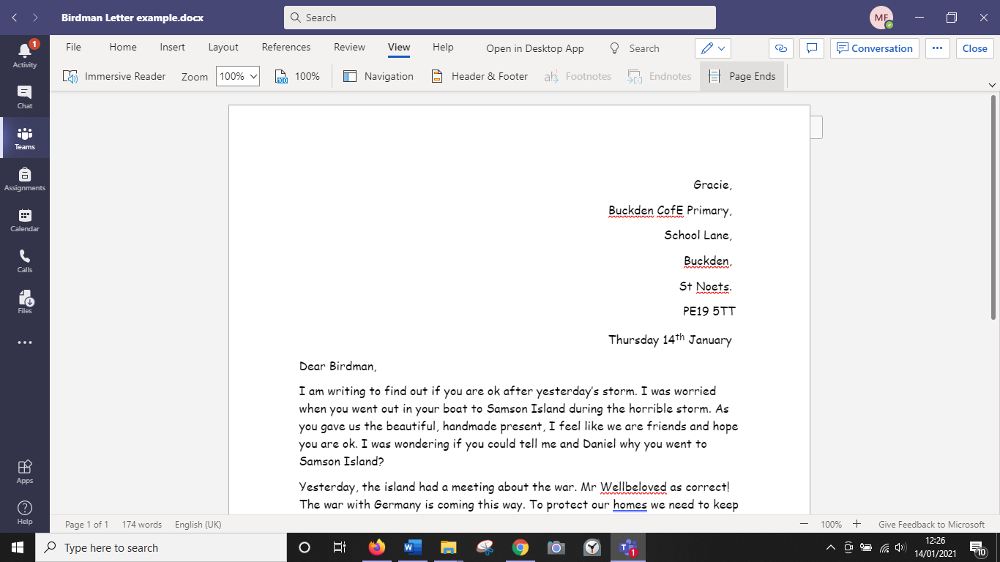 Birdman Letter example.docx
Search
MF
1
Activity
Chat
Teams
Assignments
Calendar
Calls
Files
Apps
Help
File Home Insert Layout References Review View Help Open in Desktop App Search Conversation Close
Immersive Reader Zoom 100% 100% Navigation Header & Footer Footnotes Endnotes Page Ends
Gracie,
Buckden CofE Primary,
School Lane,
Buckden,
St Noets.
PE19 5TT
Thursday 14th January
Dear Birdman,
I am writing to find out if you are ok after yesterday's storm. I was worried
when you went out in your boat to Samson Island during the horrible storm. As
you gave us the beautiful, handmade present, I feel like we are friends and hope
you are ok. I was wondering if you could tell me and Daniel why you went to
Samson Island?
Yesterday, the island had a meeting about the war. Mr Wellbeloved as correct!
The war with Germany is coming this way. To protect our homes we need to keep
Page 1 of 1 174 words English (UK) 100% Give Feedback to Microsoft
Type here to search
1
12:26
14/01/2021
10